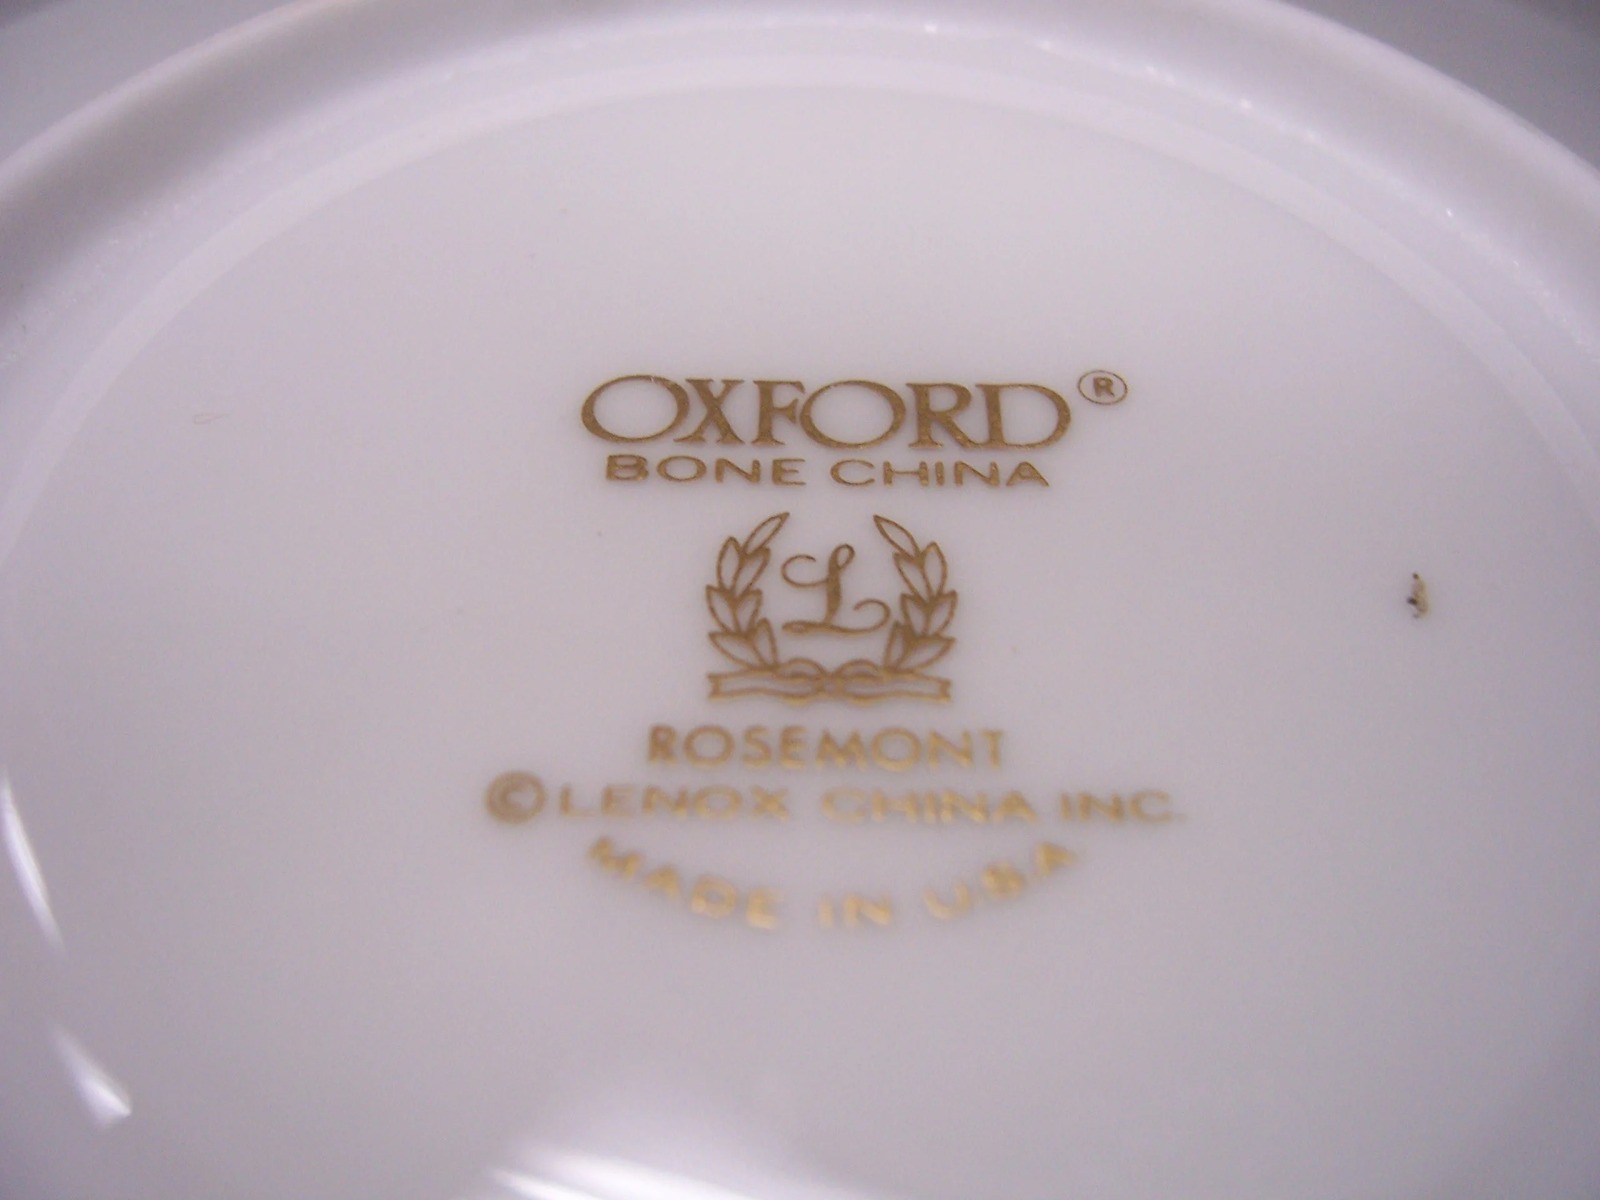 OXFORD®
BONE CHINA
L
ROSEMONT
© LENOX CHINA INC.
MADE IN USA